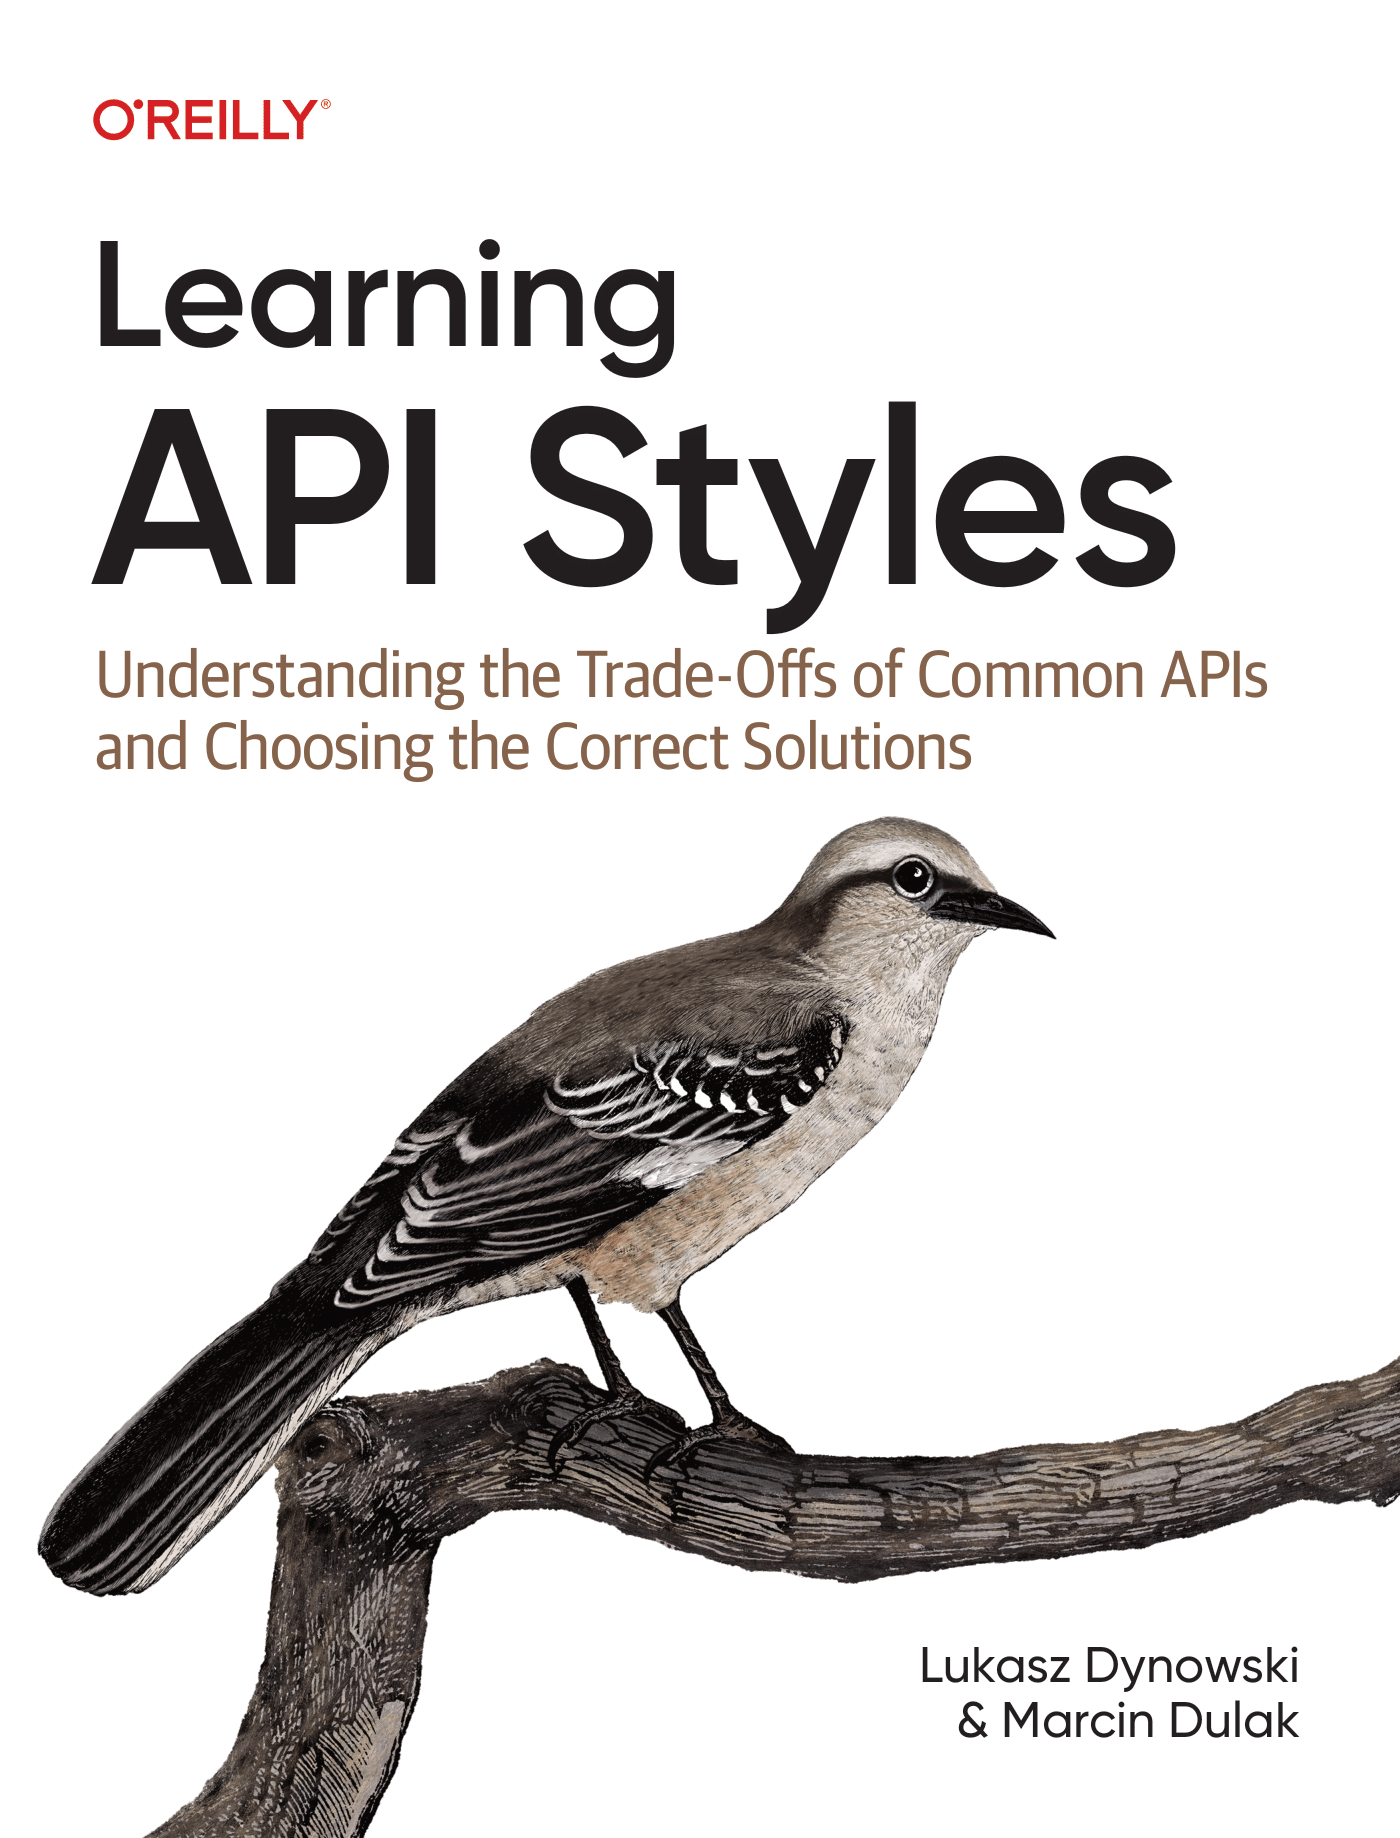 O'REILLY®
Learning
API Styles
Understanding the Trade-Offs of Common APIs
and Choosing the Correct Solutions
Lukasz Dynowski
& Marcin Dulak